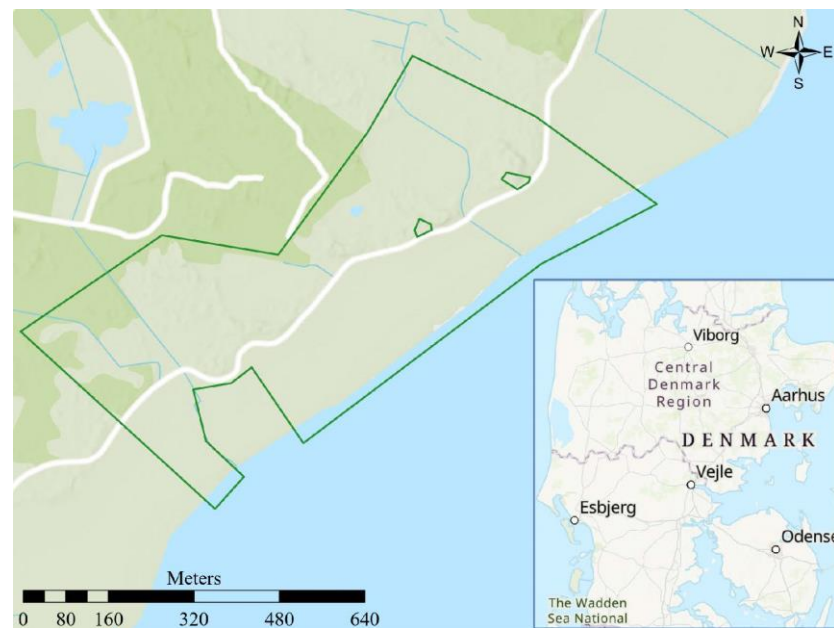 N
W E
S
Viborg
Central
Denmark
Region
Aarhus
DENMARK
Vejle
Esbjerg
Odense
The Wadden
Sea National
Meters
0 80 160 320 480 640